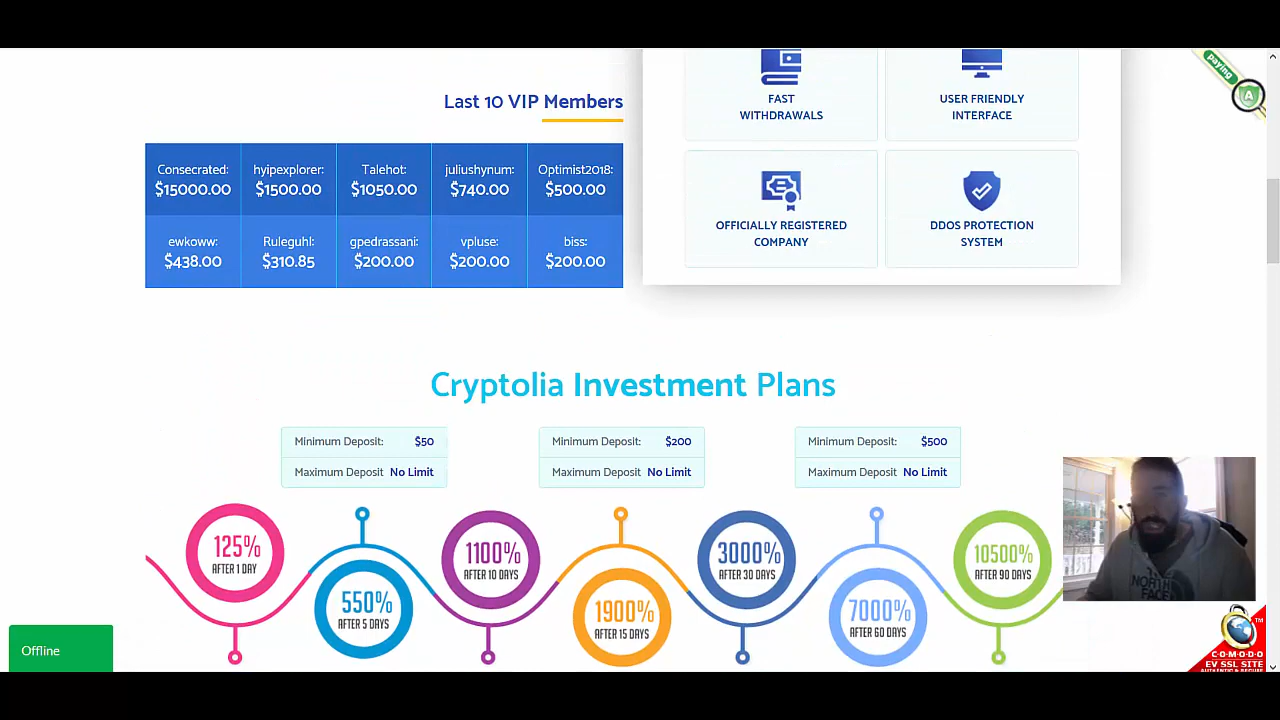 paying
A
FAST
WITHDRAWALS
USER FRIENDLY
INTERFACE
Last 10 VIP Members
Consecrated:
$15000.00
hyipexplorer:
$1500.00
Talehot:
$1050.00
juliushynum:
$740.00
Optimist2018:
$500.00
ewkoww:
$438.00
Ruleguhl:
$310.85
gpedrassani:
$200.00
vpluse:
$200.00
biss:
$200.00
OFFICIALLY REGISTERED
COMPANY
DDOS PROTECTION
SYSTEM
Cryptolia Investment Plans
Minimum Deposit: $50
Maximum Deposit No Limit
Minimum Deposit: $200
Maximum Deposit No Limit
Minimum Deposit: $500
Maximum Deposit No Limit
125%
AFTER 1 DAY
550%
AFTER 5 DAYS
1100%
AFTER 10 DAYS
1900%
AFTER 15 DAYS
3000%
AFTER 30 DAYS
7000%
AFTER 60 DAYS
10500%
AFTER 90 DAYS
NORTH
FACE
Offline
TM
C·O·M·O·D·O
EV SSL SITE
AUTHENTIC & SECURE